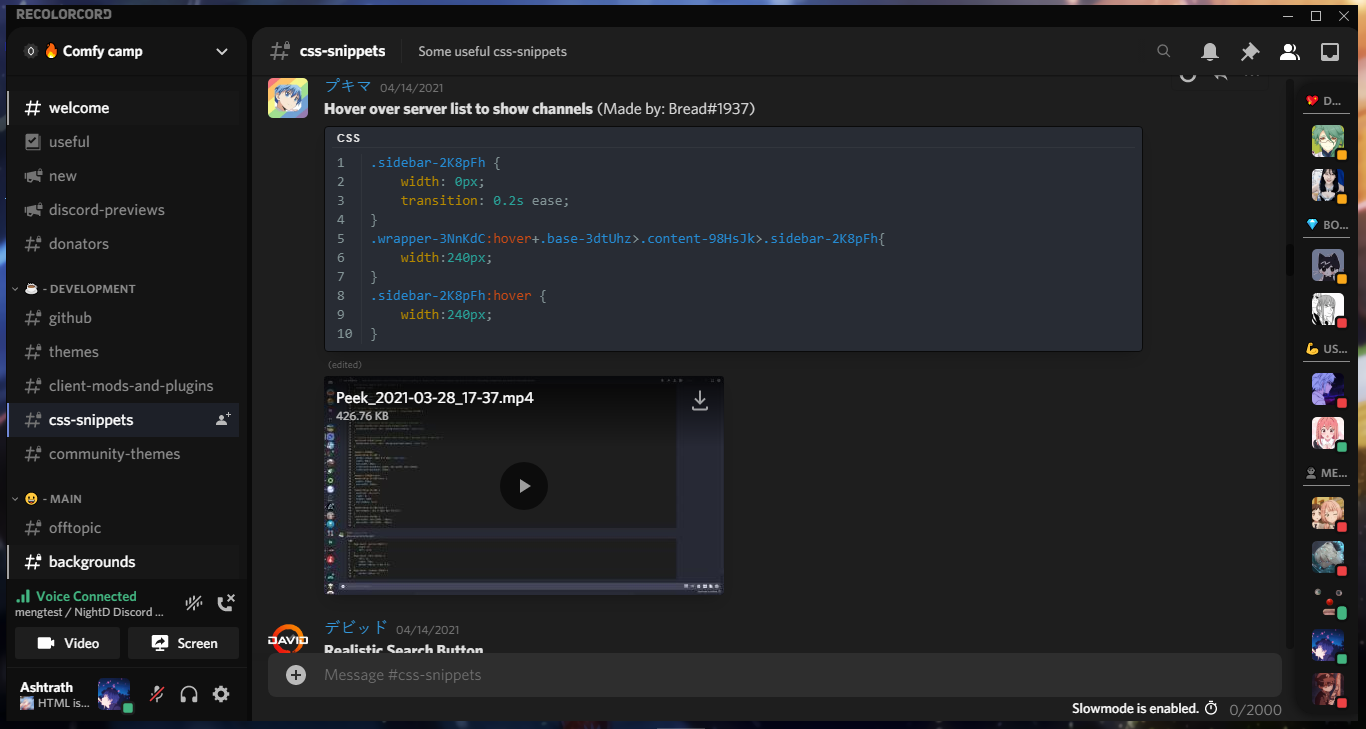 RECOLORCORD
Comfy camp
welcome
useful
new
discord-previews
donators
- DEVELOPMENT
github
themes
client-mods-and-plugins
css-snippets
community-themes
- MAIN
offtopic
backgrounds
Voice Connected
mengtest / NightD Discord ...
Video
Screen
Ashtrath
HTML is...
css-snippets
Some useful css-snippets
プキマ 04/14/2021
Hover over server list to show channels (Made by: Bread#1937)
CSS
1 .sidebar-2K8pFh {
2 width: 0px;
3 transition: 0.2s ease;
4 }
5 .wrapper-3NnKdC:hover+.base-3dtUhz>.content-98HsJk>.sidebar-2K8pFh{
6 width:240px;
7 }
8 .sidebar-2K8pFh:hover {
9 width:240px;
10 }
(edited)
Peek_2021-03-28_17-37.mp4
426.76 KB
デビッド 04/14/2021
DAVID
Realistic Search Button
Message #css-snippets
Slowmode is enabled.
0/2000
D...
BO...
US...
ME...